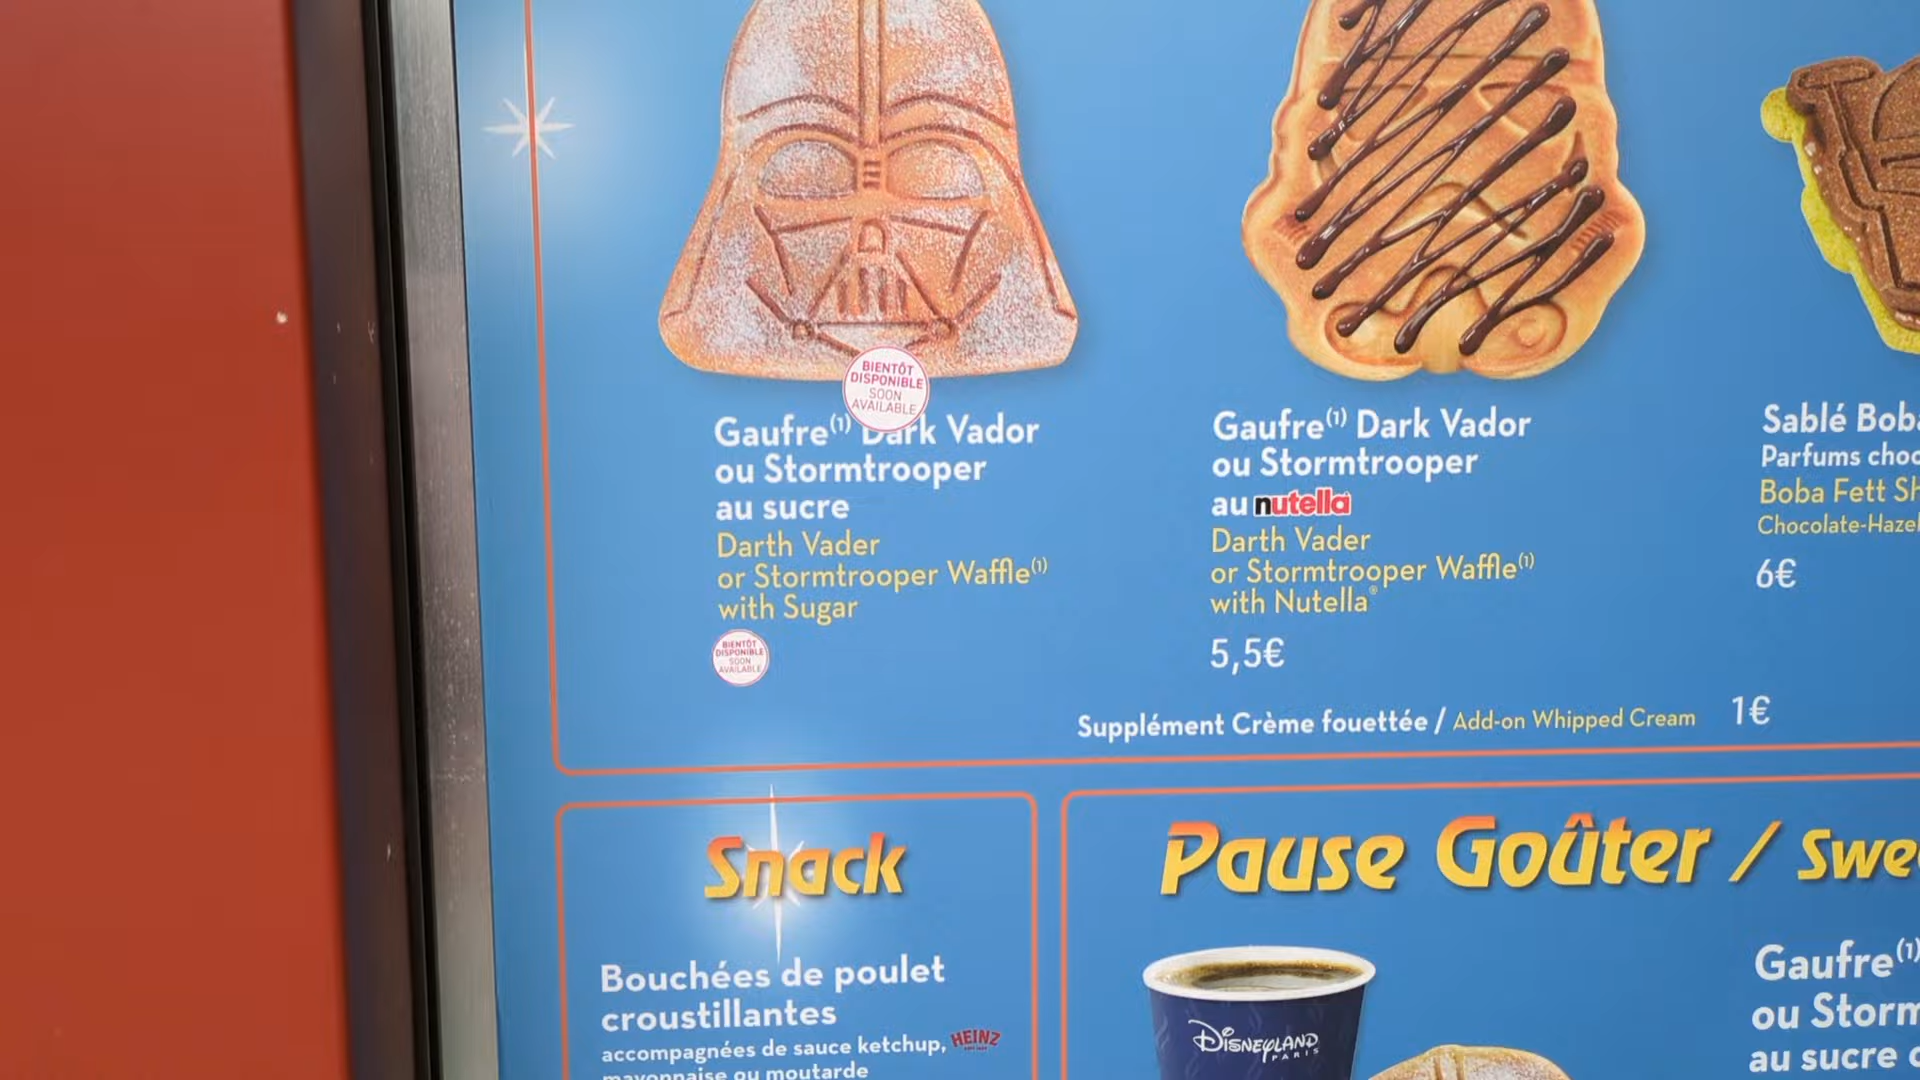 BIENTÔT
DISPONIBLE
SOON
AVAILABLE
Gaufre(1) Dark Vador
ou Stormtrooper
au sucre
Darth Vader
or Stormtrooper Waffle(1)
with Sugar
BIENTÔT
DISPONIBLE
SOON
AVAILABLE
Gaufre(1) Dark Vador
ou Stormtrooper
au nutella
Darth Vader
or Stormtrooper Waffle(1)
with Nutella®
5,5€
Sablé Boba
Parfums choc
Boba Fett Sh
Chocolate-Hazel
6€
Supplément Crème fouettée / Add-on Whipped Cream 1€
Snack
Bouchées de poulet
croustillantes
accompagnées de sauce ketchup, HEINZ
mayonnaise ou moutarde
Pause Goûter / Swe
DISNEYLAND
PARIS
Gaufre(1)
ou Storm
au sucre